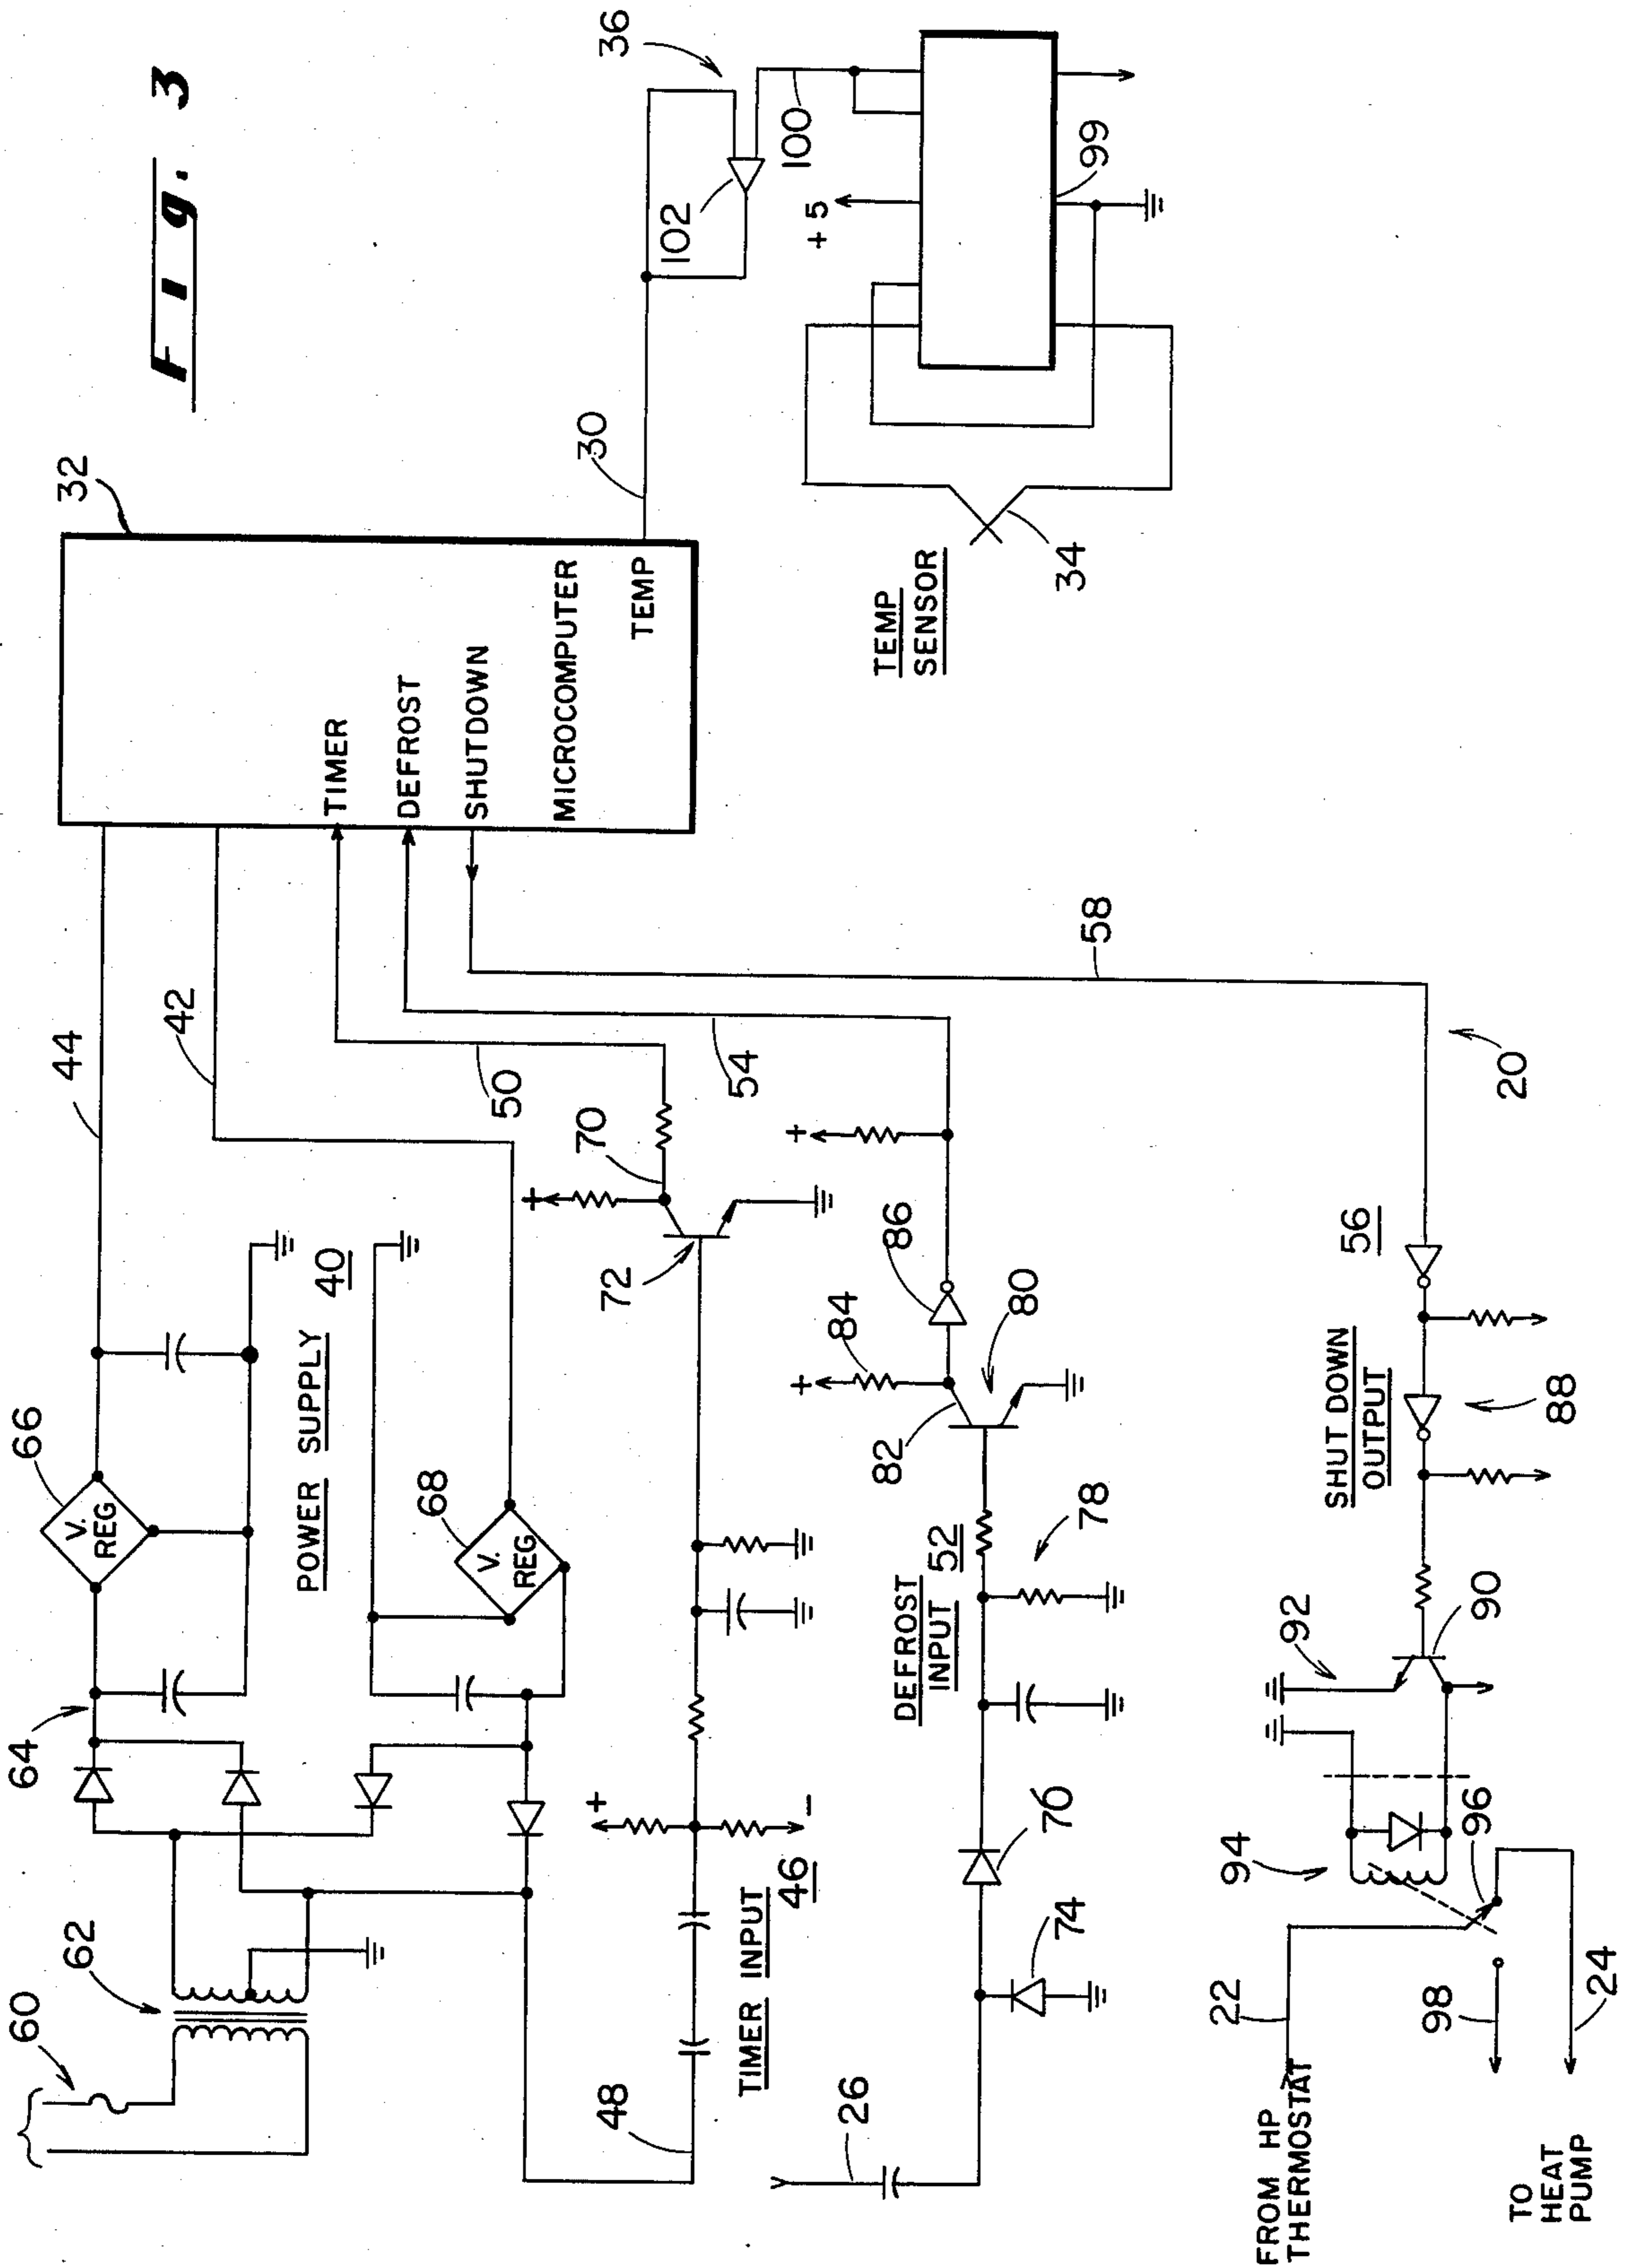 Fig. 3
60
62
64
66
V.
REG
44
32
POWER SUPPLY 40
68
V.
REG
42
TIMER
DEFROST
SHUTDOWN
MICROCOMPUTER
TEMP
30
36
102
100
+5
99
TEMP
SENSOR
34
48
TIMER INPUT 46
+
-
72
+
70
50
54
26
74
76
DEFROST
INPUT 52
78
82
+
84
80
86
+
58
20
FROM HP
THERMOSTAT
22
94
96
92
90
SHUT DOWN
OUTPUT
56
88
98
24
TO
HEAT
PUMP